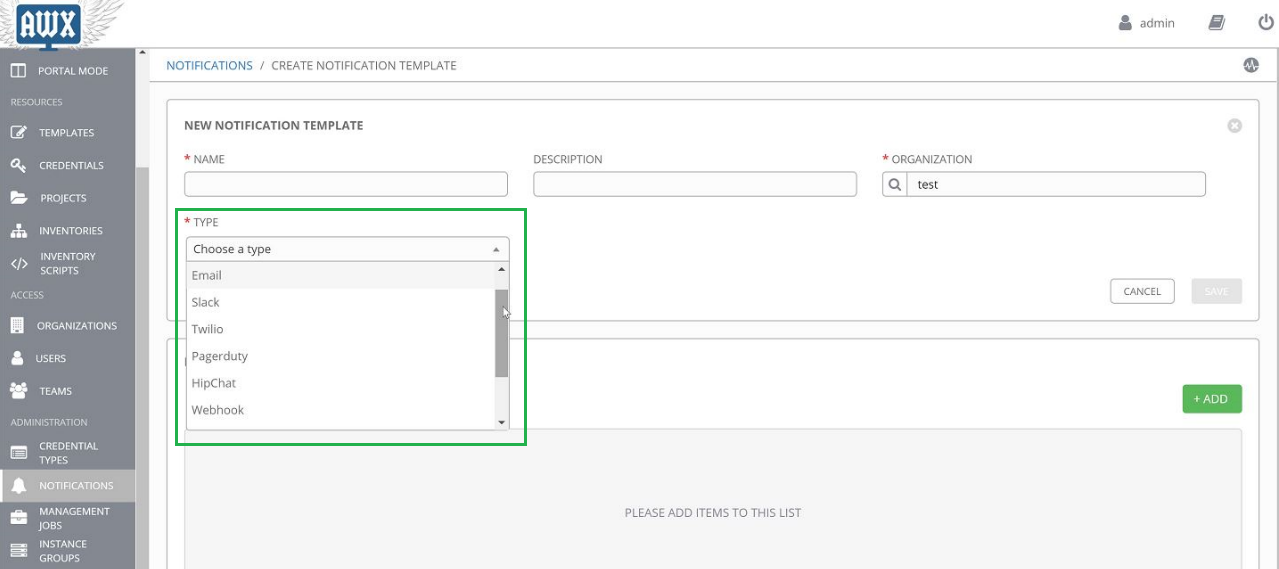 AWX
admin
PORTAL MODE
RESOURCES
TEMPLATES
CREDENTIALS
PROJECTS
INVENTORIES
INVENTORY
SCRIPTS
ACCESS
ORGANIZATIONS
USERS
TEAMS
ADMINISTRATION
CREDENTIAL
TYPES
NOTIFICATIONS
MANAGEMENT
JOBS
INSTANCE
GROUPS
NOTIFICATIONS / CREATE NOTIFICATION TEMPLATE
NEW NOTIFICATION TEMPLATE
* NAME
DESCRIPTION
* ORGANIZATION
test
* TYPE
Choose a type
Email
Slack
Twilio
Pagerduty
HipChat
Webhook
CANCEL
SAVE
+ ADD
PLEASE ADD ITEMS TO THIS LIST